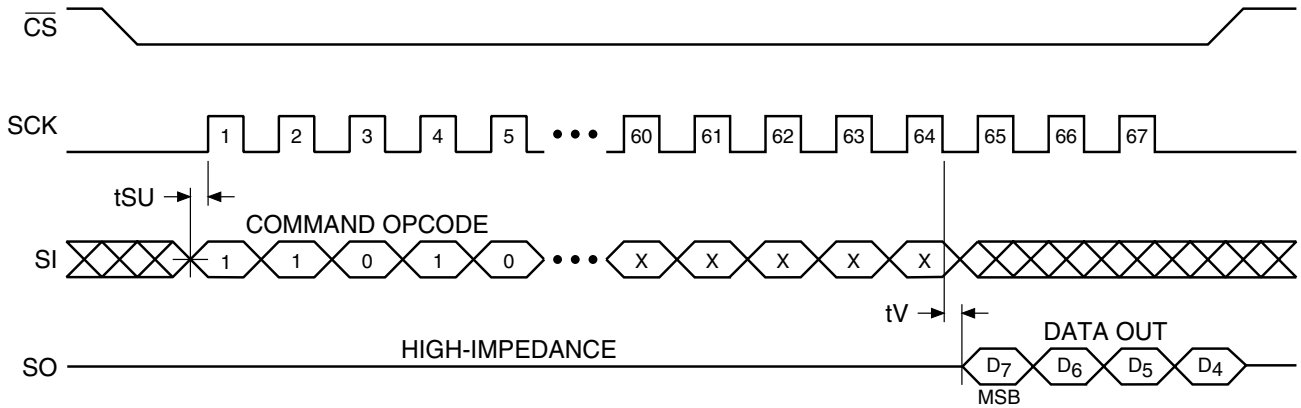 CS
SCK 1 2 3 4 5 ••• 60 61 62 63 64 65 66 67
tSU
COMMAND OPCODE
SI 1 1 0 1 0 ••• X X X X X
tV
HIGH-IMPEDANCE
DATA OUT
SO D7 D6 D5 D4
MSB